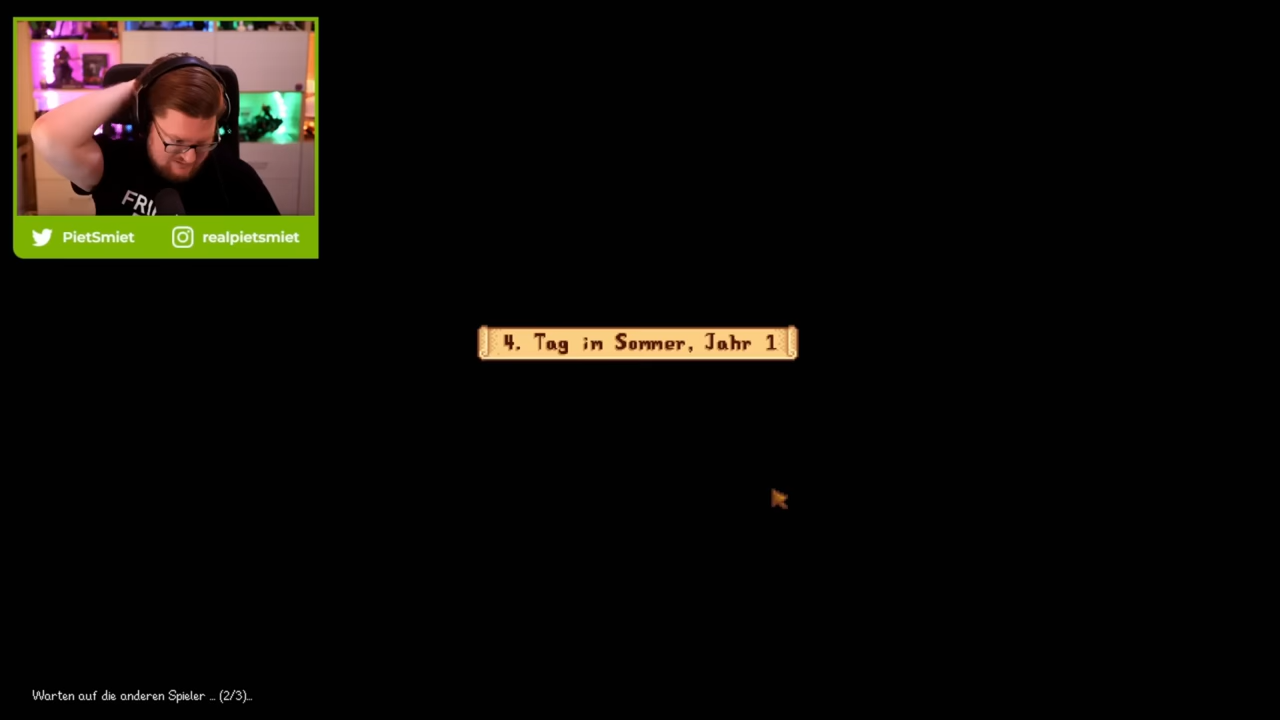 FRI
PietSmiet
realpietsmiet
4. Tag im Sommer, Jahr 1
Warten auf die anderen Spieler ... (2/3)...